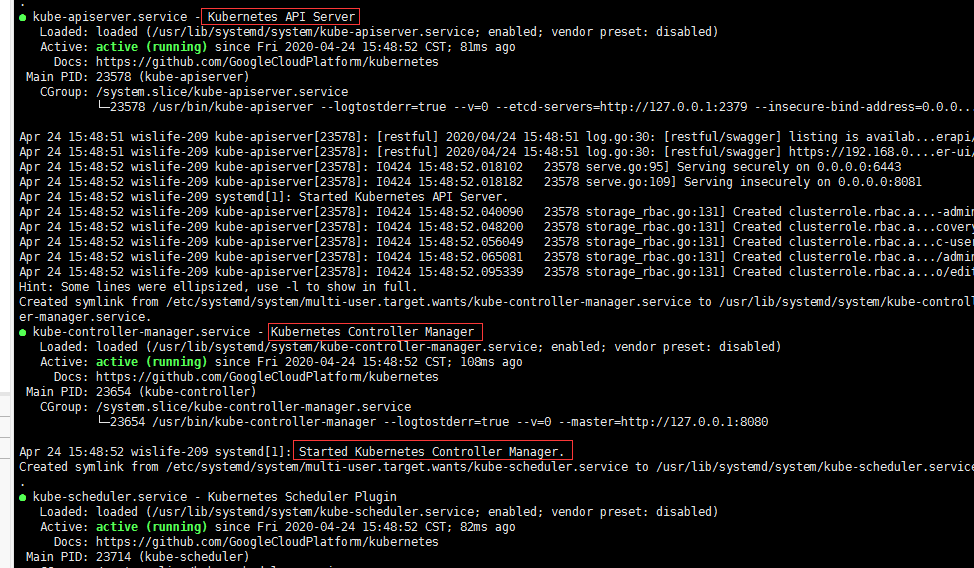 .
● kube-apiserver.service - Kubernetes API Server
Loaded: loaded (/usr/lib/systemd/system/kube-apiserver.service; enabled; vendor preset: disabled)
Active: active (running) since Fri 2020-04-24 15:48:52 CST; 81ms ago
Docs: https://github.com/GoogleCloudPlatform/kubernetes
Main PID: 23578 (kube-apiserver)
CGroup: /system.slice/kube-apiserver.service
└─23578 /usr/bin/kube-apiserver --logtostderr=true --v=0 --etcd-servers=http://127.0.0.1:2379 --insecure-bind-address=0.0.0...
Apr 24 15:48:51 wislife-209 kube-apiserver[23578]: [restful] 2020/04/24 15:48:51 log.go:30: [restful/swagger] listing is availab...erapi/
Apr 24 15:48:51 wislife-209 kube-apiserver[23578]: [restful] 2020/04/24 15:48:51 log.go:30: [restful/swagger] https://192.168.0....er-ui/
Apr 24 15:48:52 wislife-209 kube-apiserver[23578]: I0424 15:48:52.018102 23578 serve.go:95] Serving securely on 0.0.0.0:6443
Apr 24 15:48:52 wislife-209 kube-apiserver[23578]: I0424 15:48:52.018182 23578 serve.go:109] Serving insecurely on 0.0.0.0:8081
Apr 24 15:48:52 wislife-209 systemd[1]: Started Kubernetes API Server.
Apr 24 15:48:52 wislife-209 kube-apiserver[23578]: I0424 15:48:52.040090 23578 storage_rbac.go:131] Created clusterrole.rbac.a...-admin
Apr 24 15:48:52 wislife-209 kube-apiserver[23578]: I0424 15:48:52.048200 23578 storage_rbac.go:131] Created clusterrole.rbac.a...covery
Apr 24 15:48:52 wislife-209 kube-apiserver[23578]: I0424 15:48:52.056049 23578 storage_rbac.go:131] Created clusterrole.rbac.a...c-user
Apr 24 15:48:52 wislife-209 kube-apiserver[23578]: I0424 15:48:52.065081 23578 storage_rbac.go:131] Created clusterrole.rbac.a.../admin
Apr 24 15:48:52 wislife-209 kube-apiserver[23578]: I0424 15:48:52.095339 23578 storage_rbac.go:131] Created clusterrole.rbac.a...o/edit
Hint: Some lines were ellipsized, use -l to show in full.
Created symlink from /etc/systemd/system/multi-user.target.wants/kube-controller-manager.service to /usr/lib/systemd/system/kube-control
er-manager.service.
● kube-controller-manager.service - Kubernetes Controller Manager
Loaded: loaded (/usr/lib/systemd/system/kube-controller-manager.service; enabled; vendor preset: disabled)
Active: active (running) since Fri 2020-04-24 15:48:52 CST; 108ms ago
Docs: https://github.com/GoogleCloudPlatform/kubernetes
Main PID: 23654 (kube-controller)
CGroup: /system.slice/kube-controller-manager.service
└─23654 /usr/bin/kube-controller-manager --logtostderr=true --v=0 --master=http://127.0.0.1:8080
Apr 24 15:48:52 wislife-209 systemd[1]: Started Kubernetes Controller Manager.
Created symlink from /etc/systemd/system/multi-user.target.wants/kube-scheduler.service to /usr/lib/systemd/system/kube-scheduler.service
.
● kube-scheduler.service - Kubernetes Scheduler Plugin
Loaded: loaded (/usr/lib/systemd/system/kube-scheduler.service; enabled; vendor preset: disabled)
Active: active (running) since Fri 2020-04-24 15:48:52 CST; 82ms ago
Docs: https://github.com/GoogleCloudPlatform/kubernetes
Main PID: 23714 (kube-scheduler)